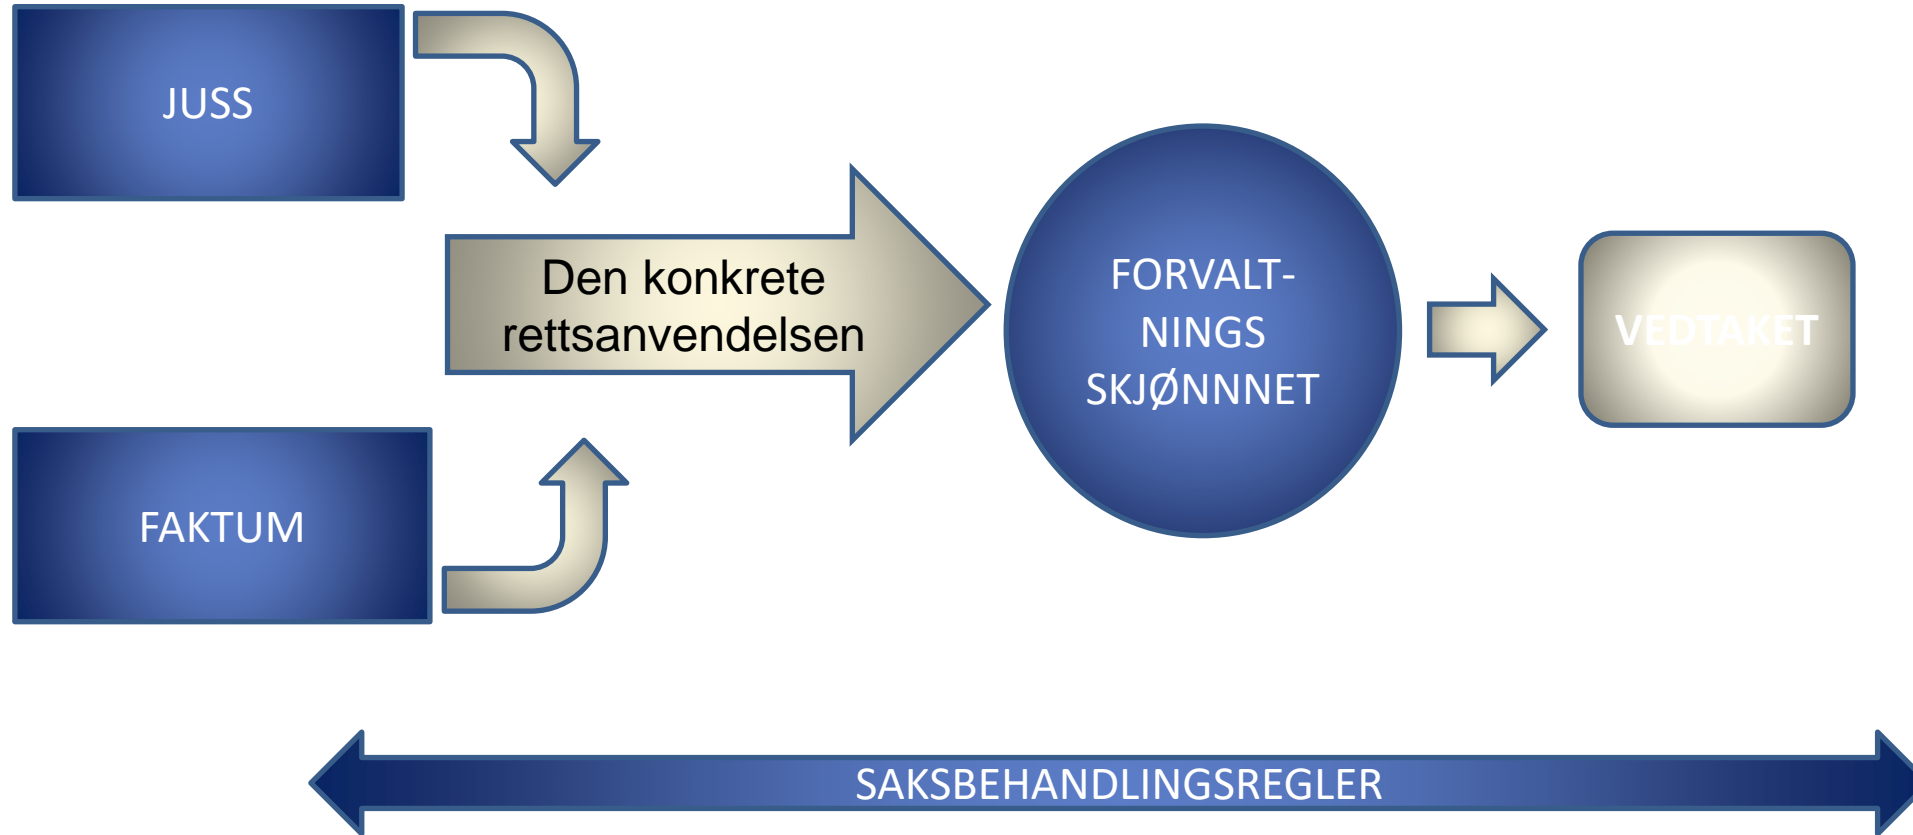 JUSS
Den konkrete
rettsanvendelsen
FORVALT-
NINGS
SKJØNNNET
VEDTAKET
FAKTUM
SAKSBEHANDLINGSREGLER